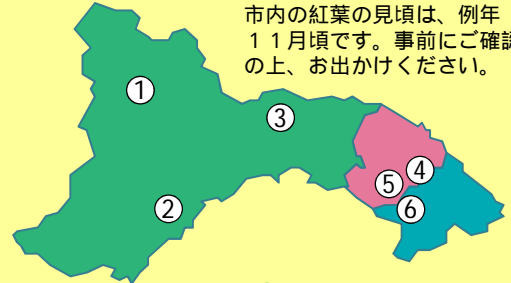 市内の紅葉の見頃は、例年
１１月頃です。事前にご確認
の上、お出かけください。
①
③
④
⑤
②
⑥